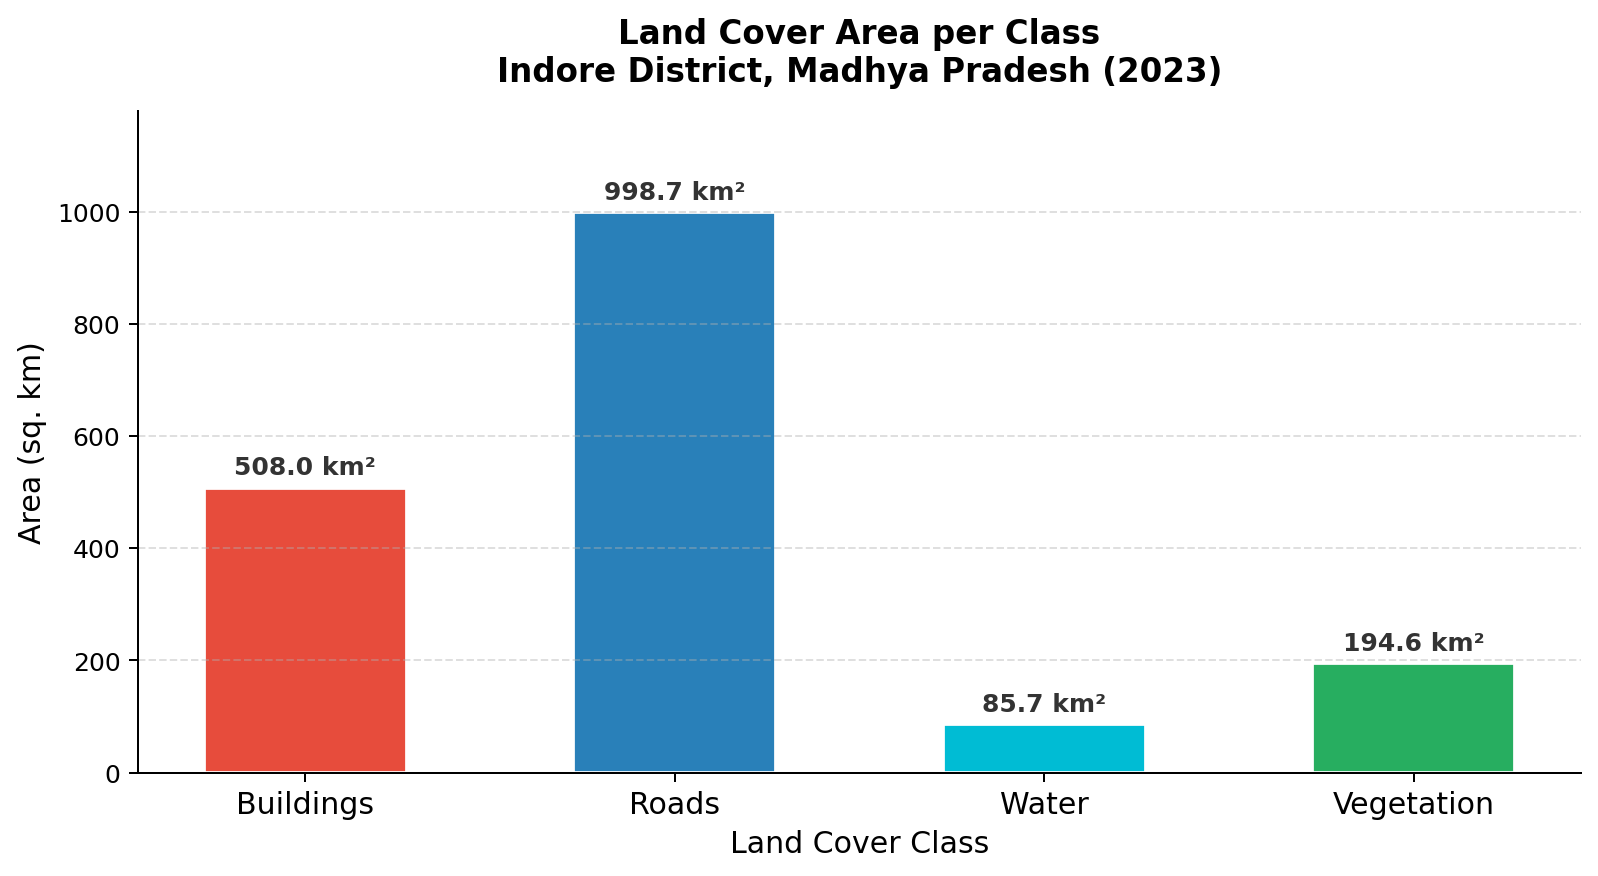 Land Cover Area per Class
Indore District, Madhya Pradesh (2023)
Area (sq. km)
1000
800
600
400
200
0
508.0 km²
998.7 km²
85.7 km²
194.6 km²
Buildings
Roads
Water
Vegetation
Land Cover Class